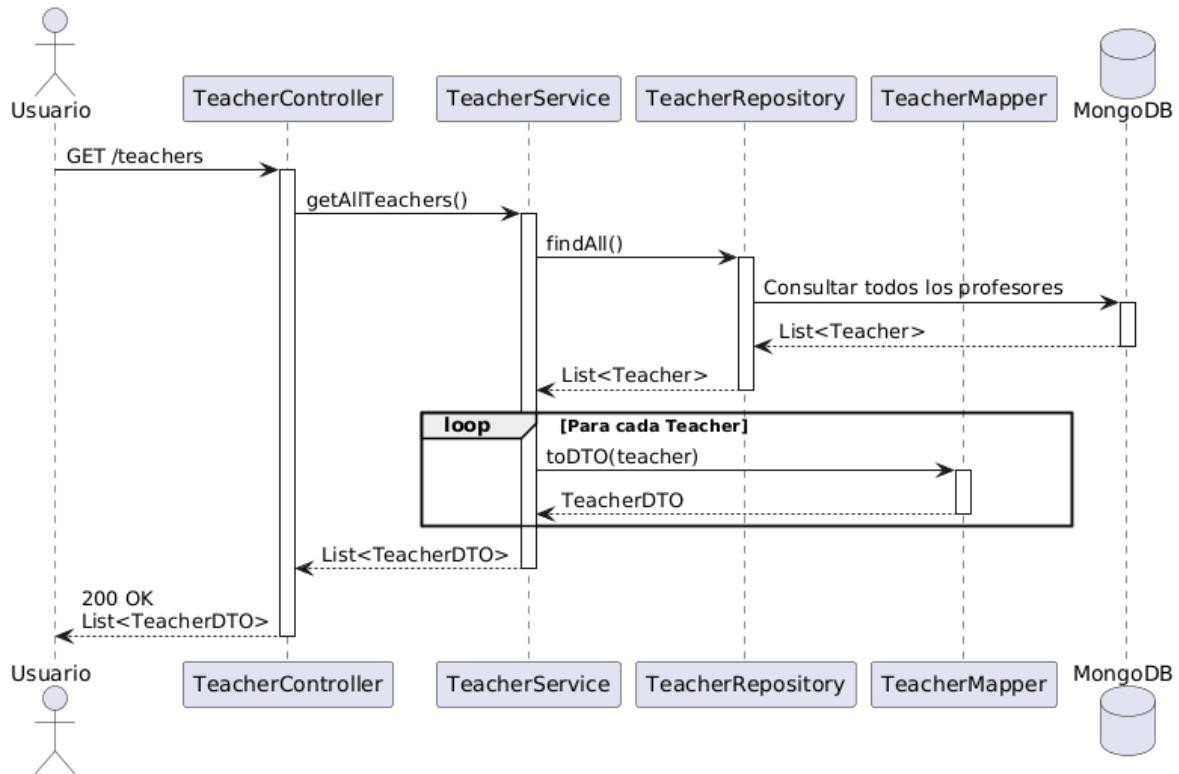 Usuario
TeacherController
TeacherService
TeacherRepository
TeacherMapper
MongoDB
GET /teachers
getAllTeachers()
findAll()
Consultar todos los profesores
List<Teacher>
List<Teacher>
loop
[Para cada Teacher]
toDTO(teacher)
TeacherDTO
List<TeacherDTO>
200 OK
List<TeacherDTO>
Usuario
TeacherController
TeacherService
TeacherRepository
TeacherMapper
MongoDB